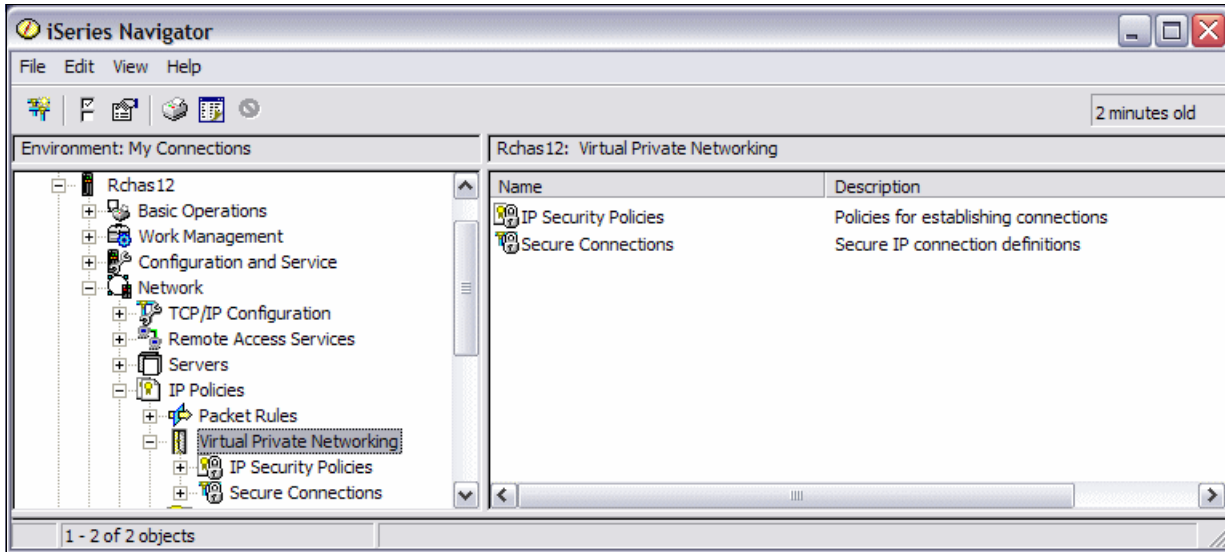 iSeries Navigator
File Edit View Help
2 minutes old
Environment: My Connections
Rchas12: Virtual Private Networking
Rchas12
Basic Operations
Work Management
Configuration and Service
Network
TCP/IP Configuration
Remote Access Services
Servers
IP Policies
Packet Rules
Virtual Private Networking
IP Security Policies
Secure Connections
Name Description
IP Security Policies Policies for establishing connections
Secure Connections Secure IP connection definitions
1 - 2 of 2 objects